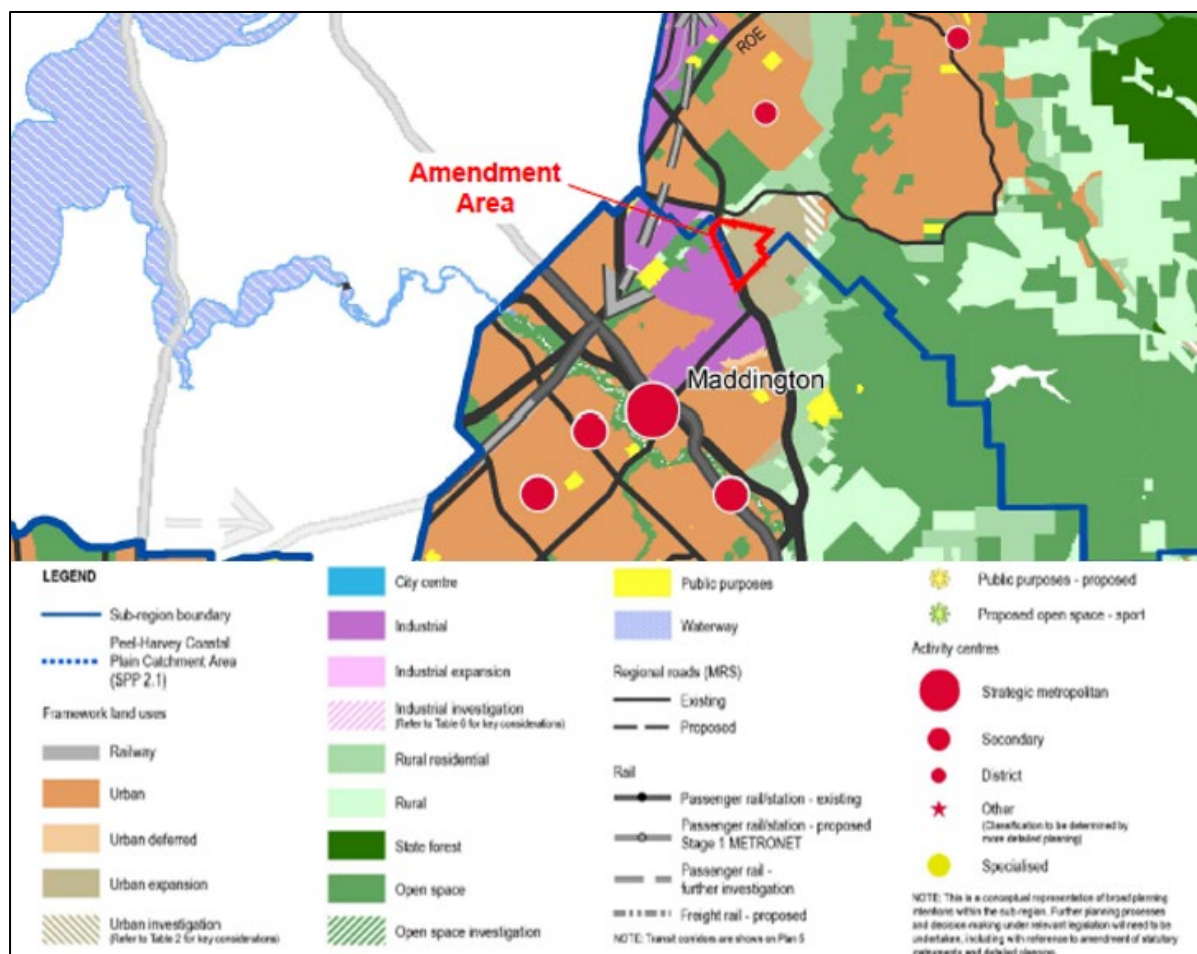 ROE
Amendment
Area
Maddington
LEGEND
Sub-region boundary
Peel-Harvey Coastal
Plain Catchment Area
(SPP 2.1)
Framework land uses
Railway
Urban
Urban deferred
Urban expansion
Urban investigation
(Refer to Table 2 for key considerations)
City centre
Industrial
Industrial expansion
Industrial investigation
(Refer to Table 6 for key considerations)
Rural residential
Rural
State forest
Open space
Open space investigation
Public purposes
Waterway
Regional roads (MRS)
Existing
Proposed
Rail
Passenger rail/station - existing
Passenger rail/station - proposed
Stage 1 METRONET
Passenger rail -
further investigation
Freight rail - proposed
NOTE: Transit corridors are shown on Plan 5
Public purposes - proposed
Proposed open space - sport
Activity centres
Strategic metropolitan
Secondary
District
Other
(Classification to be determined by
more detailed planning)
Specialised
NOTE: This is a conceptual representation of broad planning
intentions within the sub-region. Further planning processes
and decision-making under relevant legislation will need to be
undertaken, including with reference to amendment of statutory
instruments and detailed planning.